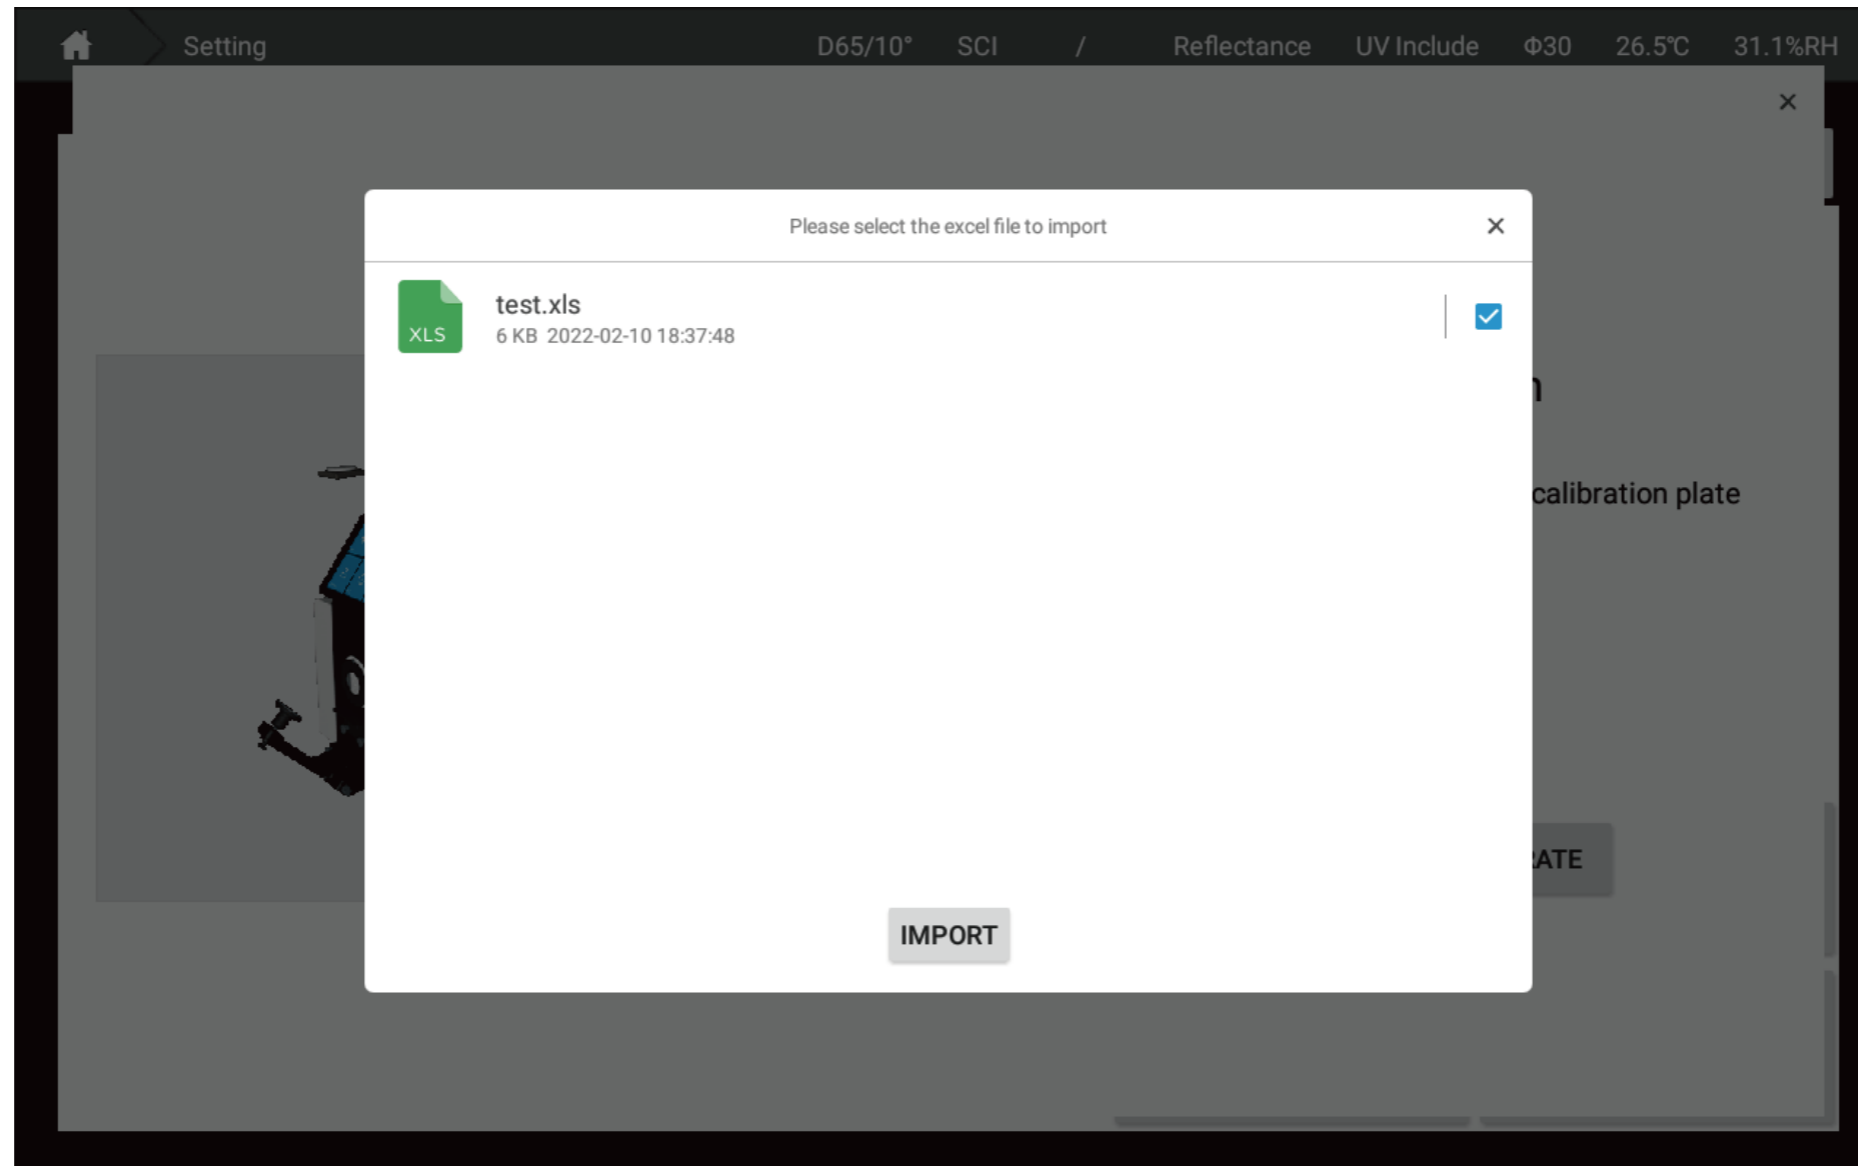 Setting D65/10° SCI / Reflectance UV Include Φ30 26.5℃ 31.1%RH
Please select the excel file to import
XLS
test.xls
6 KB 2022-02-10 18:37:48
calibration plate
IMPORT